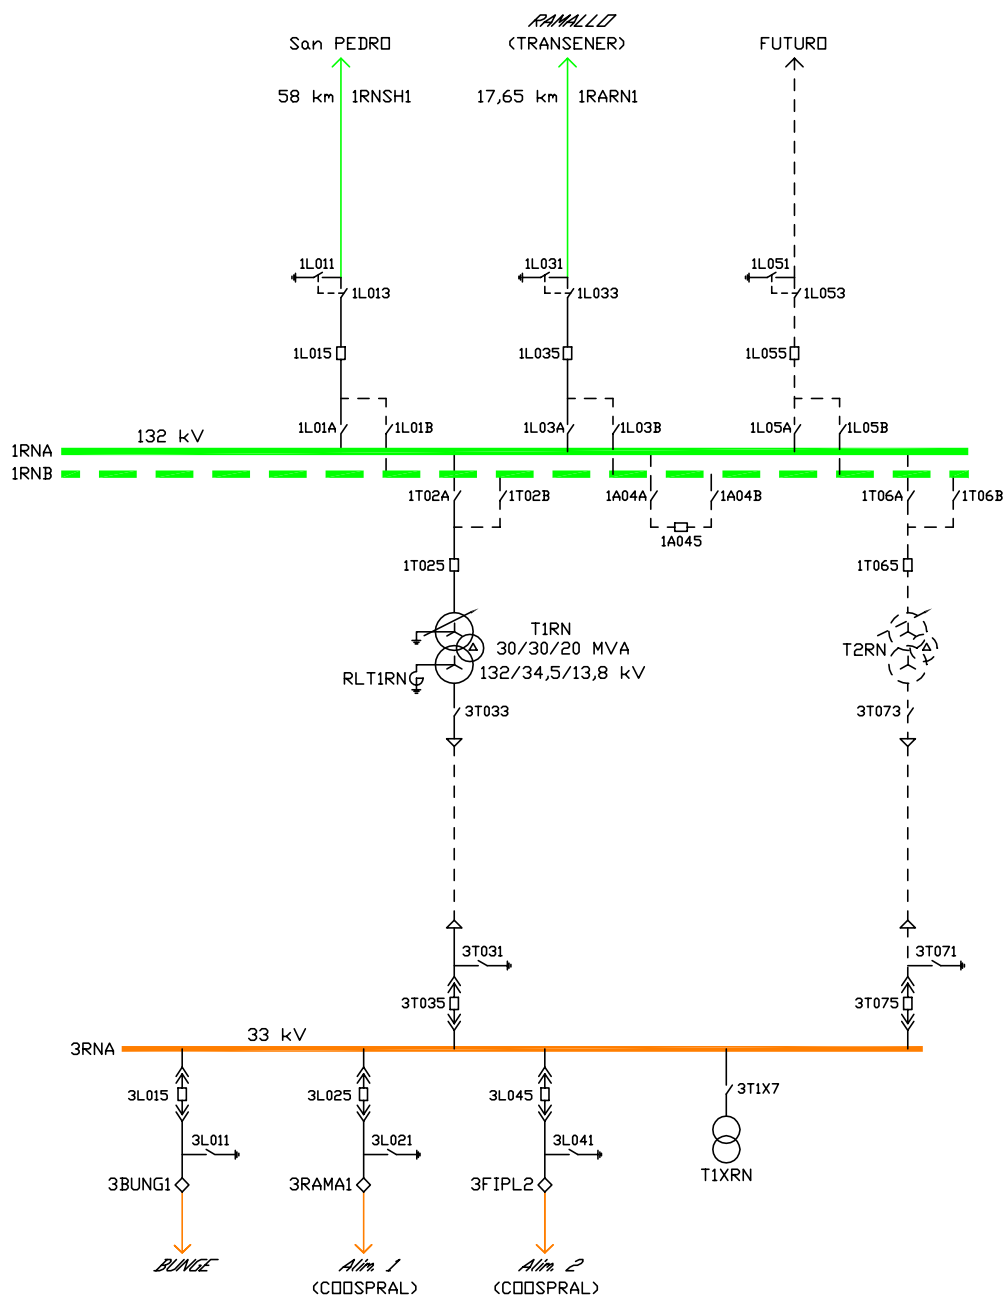 RAMALLO
San PEDRO
(TRANSENER)
FUTURO
58 km 1RNSH1
17,65 km 1RARN1
1L011
1L031
1L051
1L013
1L033
1L053
1L015
1L035
1L055
1L01A
1L01B
1L03A
1L03B
1L05A
1L05B
132 kV
1RNA
1RNB
1T02A
1T02B
1A04A
1A04B
1T06A
1T06B
1A045
1T025
1T065
T1RN
30/30/20 MVA
132/34,5/13,8 kV
RLT1RN
T2RN
3T033
3T073
3T031
3T071
3T035
3T075
33 kV
3RNA
3L015
3L025
3L045
3T1X7
3L011
3L021
3L041
T1XRN
3BUNG1
3RAMA1
3FIPL2
BUNGE
Alim. 1
Alim. 2
(COOSPRAL)
(COOSPRAL)